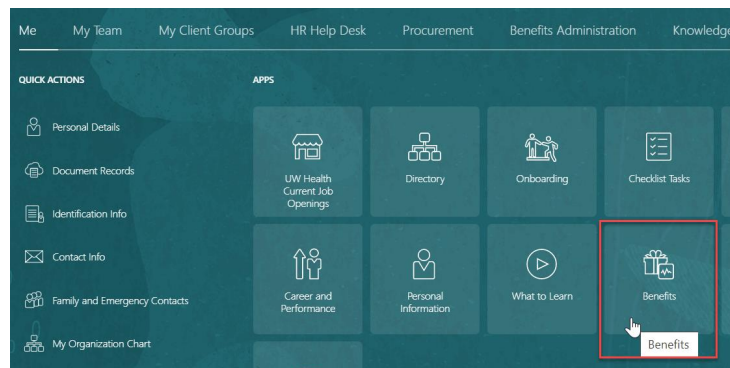 Me My Team My Client Groups HR Help Desk Procurement Benefits Administration Knowledge
QUICK ACTIONS
Personal Details
Document Records
Identification Info
Contact Info
Family and Emergency Contacts
My Organization Chart
APPS
UW Health
Current Job
Openings
Directory
Onboarding
Checklist Tasks
Career and
Performance
Personal
Information
What to Learn
Benefits
Benefits